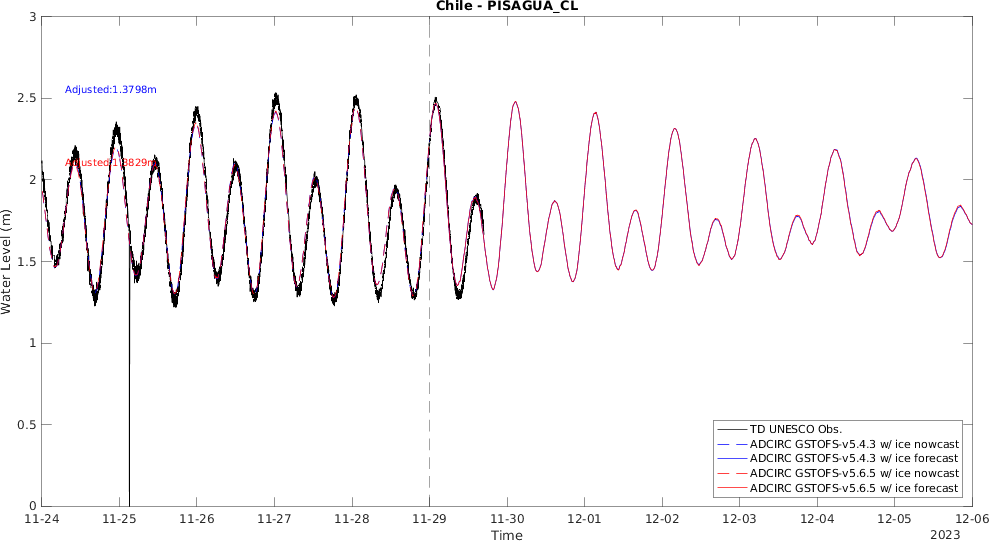 Chile - PISAGUA_CL
3
2.5
2
1.5
1
0.5
0
Water Level (m)
Adjusted:1.3798m
Adjusted:1.3829m
TD UNESCO Obs.
ADCIRC GSTOFS-v5.4.3 w/ ice nowcast
ADCIRC GSTOFS-v5.4.3 w/ ice forecast
ADCIRC GSTOFS-v5.6.5 w/ ice nowcast
ADCIRC GSTOFS-v5.6.5 w/ ice forecast
11-24 11-25 11-26 11-27 11-28 11-29 11-30 12-01 12-02 12-03 12-04 12-05 12-06
Time
2023